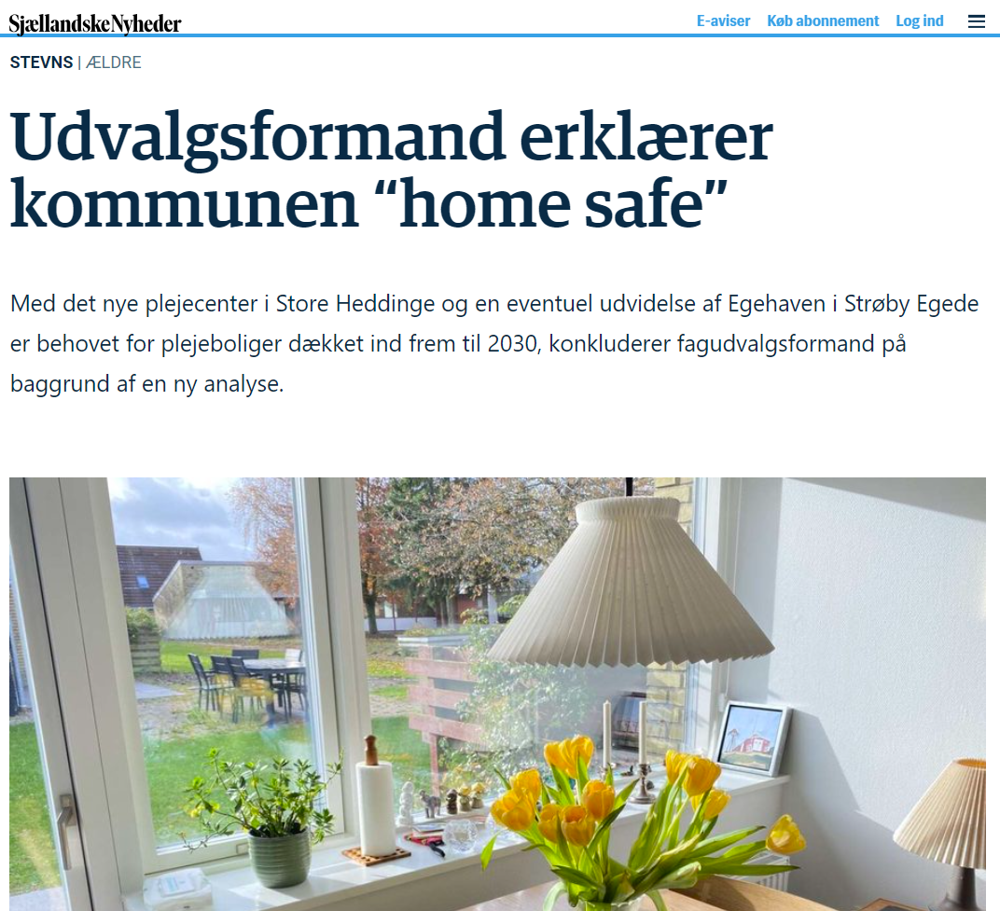 Sjællandske Nyheder
E-aviser Køb abonnement Log ind
STEVNS | ÆLDRE
Udvalgsformand erklærer
kommunen “home safe”
Med det nye plejecenter i Store Heddinge og en eventuel udvidelse af Egehaven i Strøby Egede
er behovet for plejeboliger dækket ind frem til 2030, konkluderer fagudvalgsformand på
baggrund af en ny analyse.